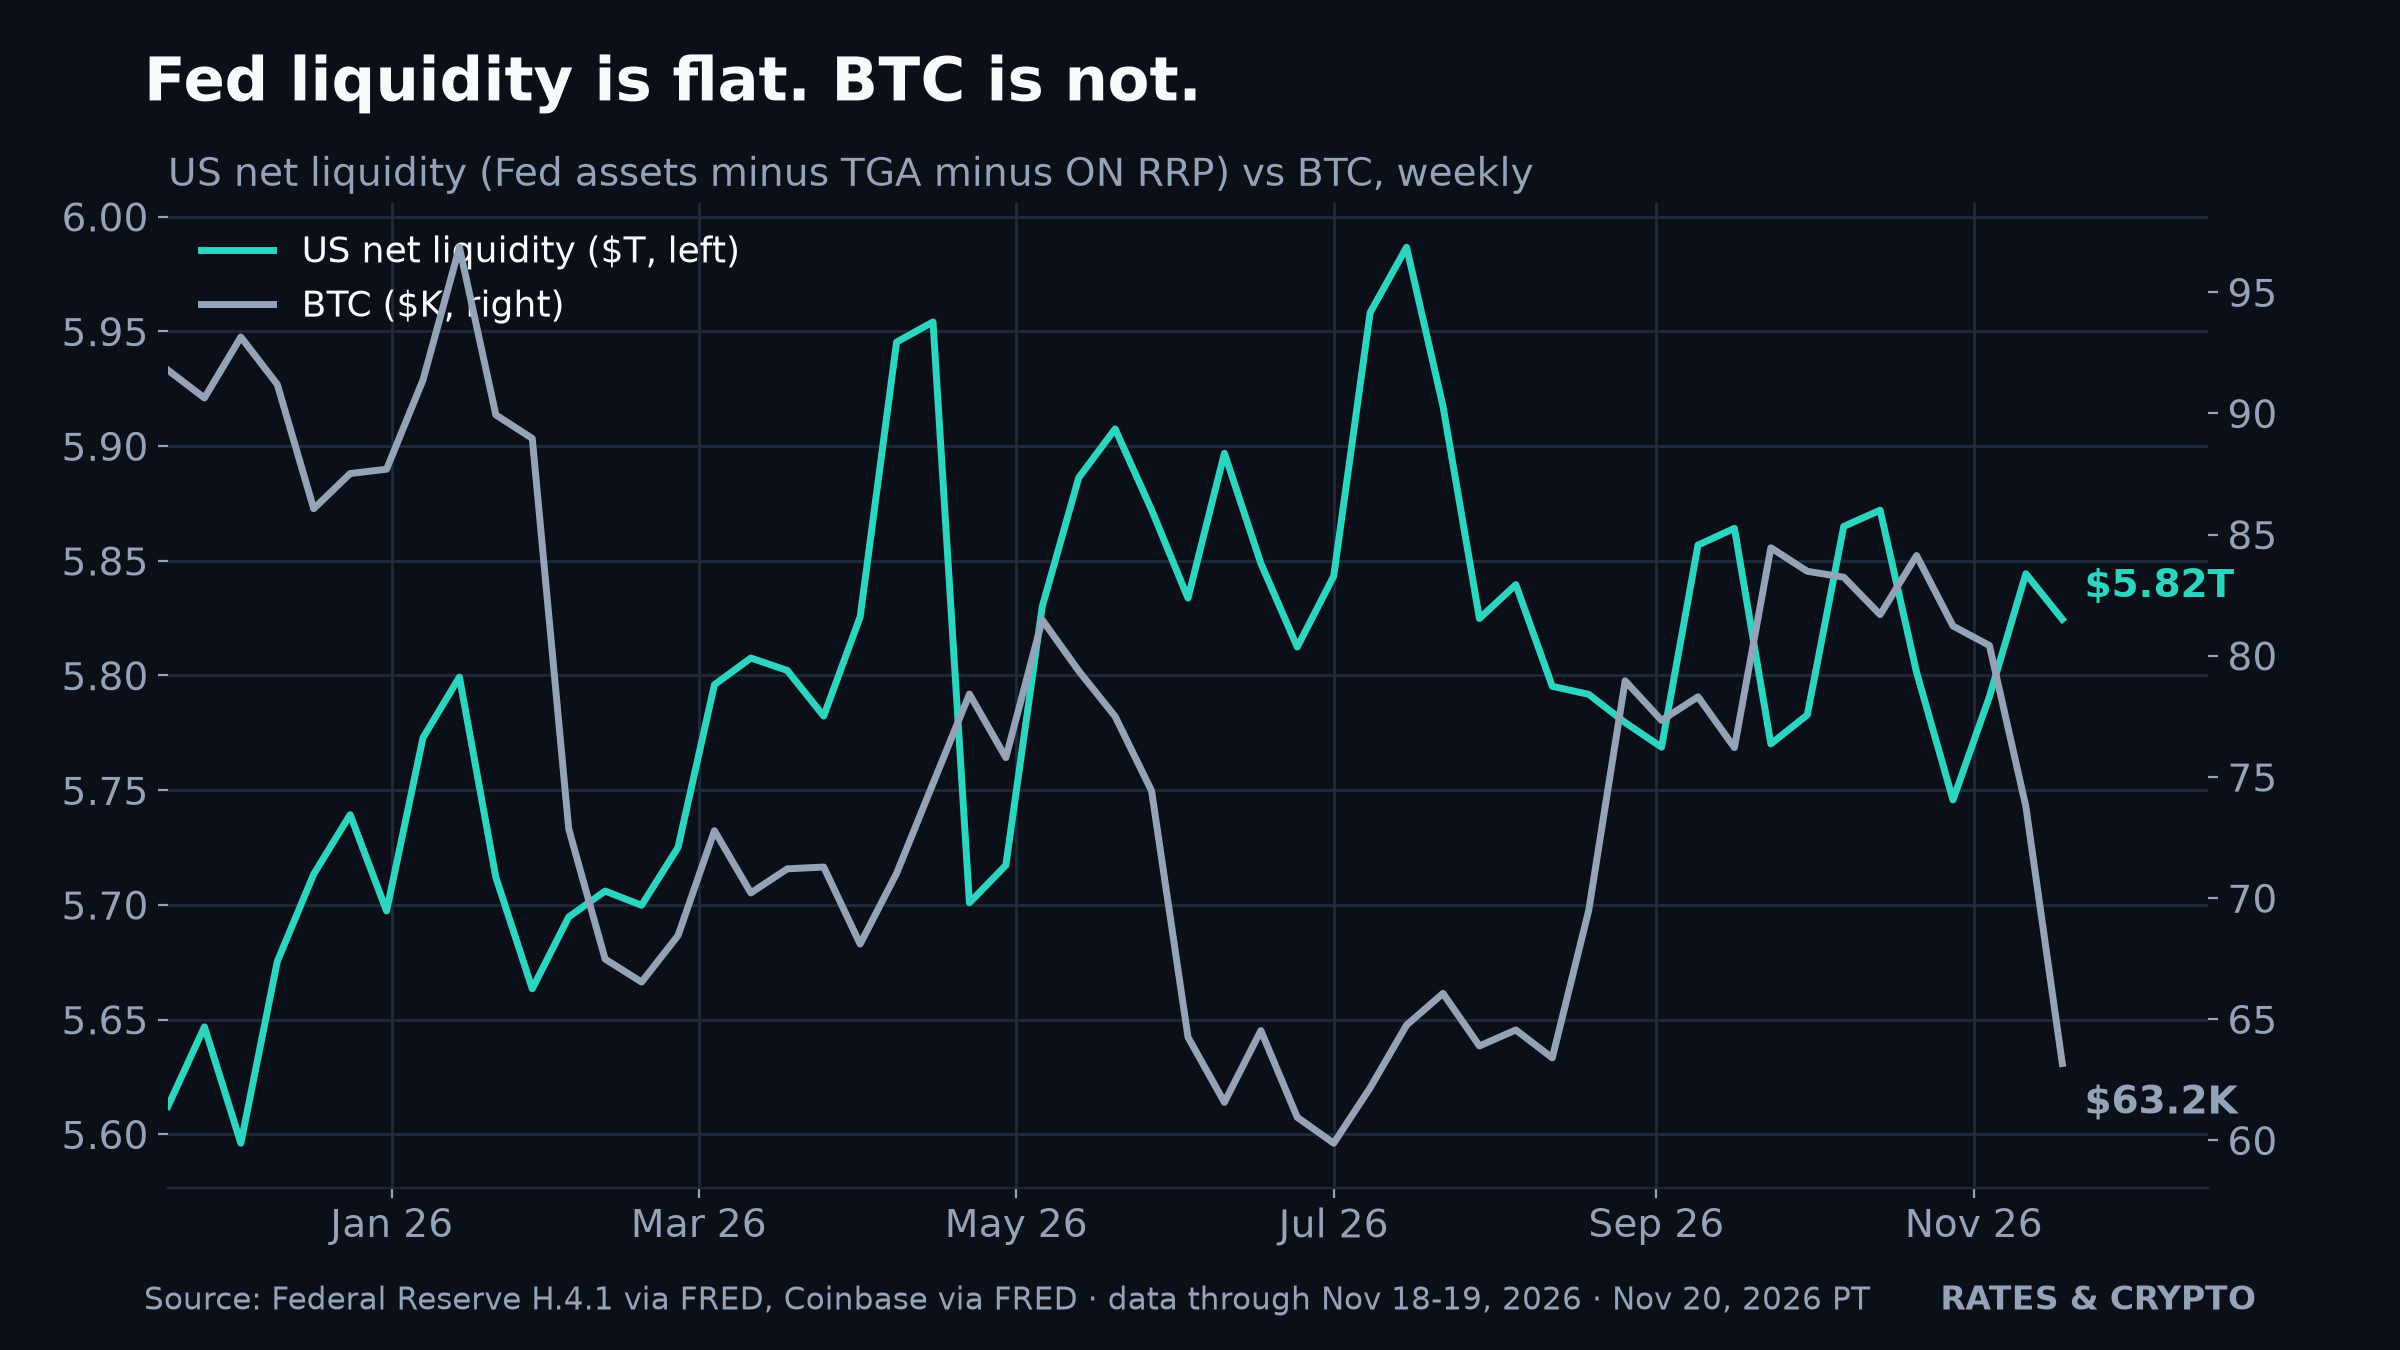 Fed liquidity is flat. BTC is not.
US net liquidity (Fed assets minus TGA minus ON RRP) vs BTC, weekly
US net liquidity ($T, left)
BTC ($K, right)
6.00
5.95
5.90
5.85
5.80
5.75
5.70
5.65
5.60
95
90
85
80
75
70
65
60
$5.82T
$63.2K
Jan 26 Mar 26 May 26 Jul 26 Sep 26 Nov 26
Source: Federal Reserve H.4.1 via FRED, Coinbase via FRED · data through Nov 18-19, 2026 · Nov 20, 2026 PT RATES & CRYPTO